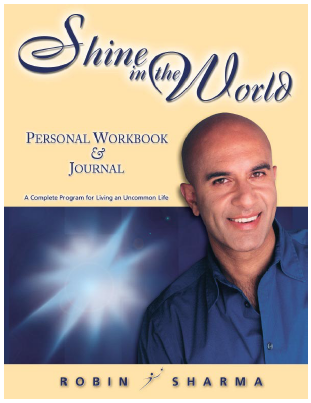 Shine
in the
World
PERSONAL WORKBOOK
&
JOURNAL
A Complete Program for Living an Uncommon Life
ROBIN SHARMA